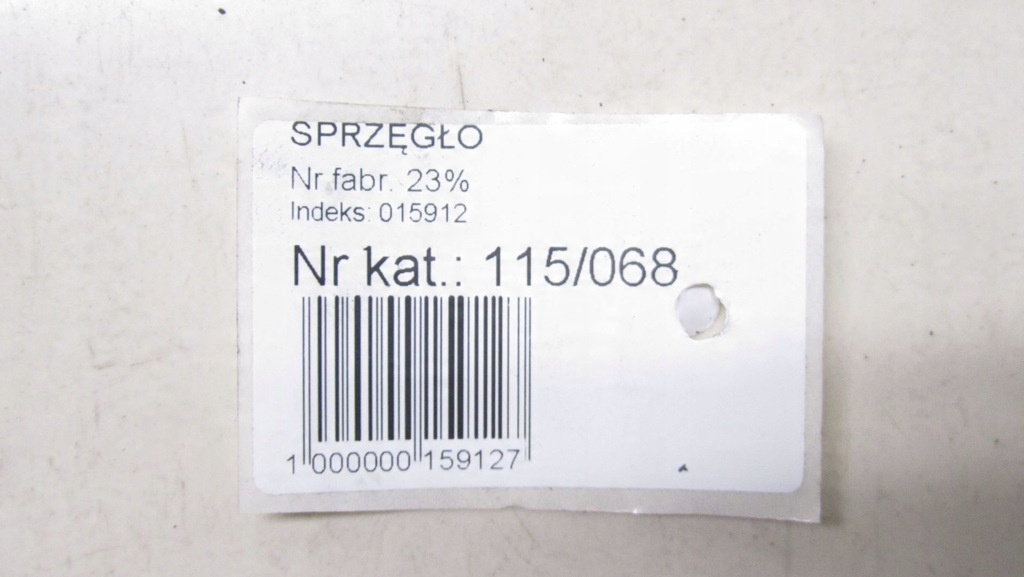 SPRZĘGŁO
Nr fabr. 23%
Indeks: 015912
Nr kat.: 115/068
1 000000 159127